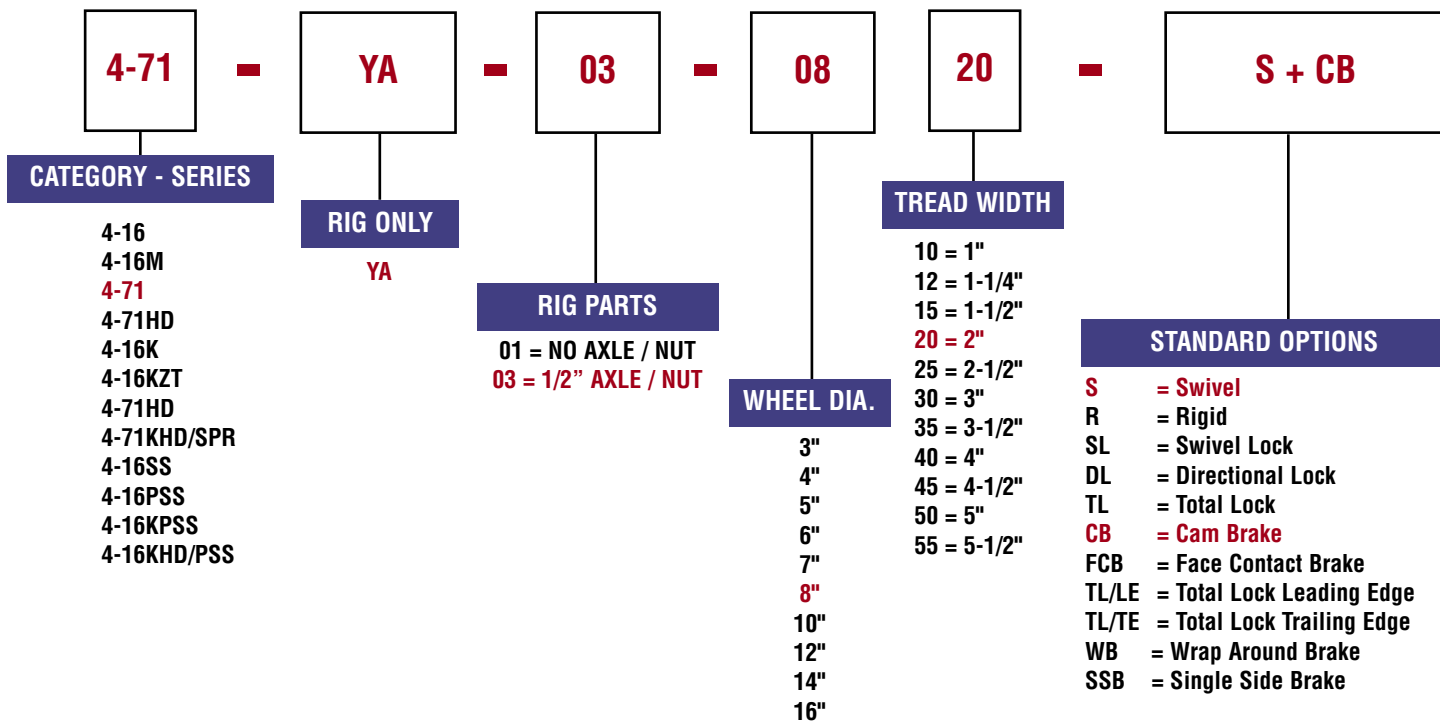 4-71 - YA - 03 - 08 20 - S + CB
CATEGORY - SERIES
4-16
4-16M
4-71
4-71HD
4-16K
4-16KZT
4-71HD
4-71KHD/SPR
4-16SS
4-16PSS
4-16KPSS
4-16KHD/PSS
RIG ONLY
YA
RIG PARTS
01 = NO AXLE / NUT
03 = 1/2” AXLE / NUT
WHEEL DIA.
3"
4"
5"
6"
7"
8"
10"
12"
14"
16"
TREAD WIDTH
10 = 1"
12 = 1-1/4"
15 = 1-1/2"
20 = 2"
25 = 2-1/2"
30 = 3"
35 = 3-1/2"
40 = 4"
45 = 4-1/2"
50 = 5"
55 = 5-1/2"
STANDARD OPTIONS
S = Swivel
R = Rigid
SL = Swivel Lock
DL = Directional Lock
TL = Total Lock
CB = Cam Brake
FCB = Face Contact Brake
TL/LE = Total Lock Leading Edge
TL/TE = Total Lock Trailing Edge
WB = Wrap Around Brake
SSB = Single Side Brake